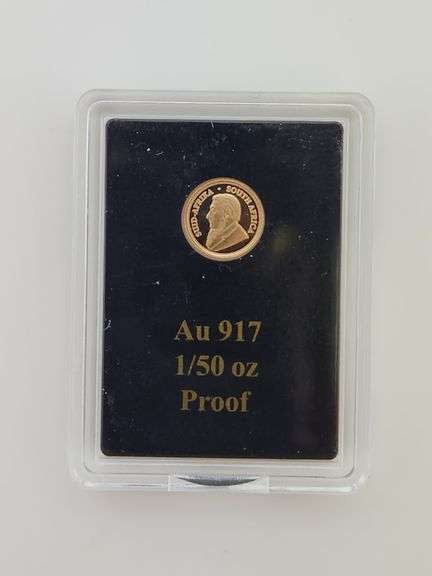 SUID-AFRIKA • SOUTH AFRICA
Au 917
1/50 oz
Proof